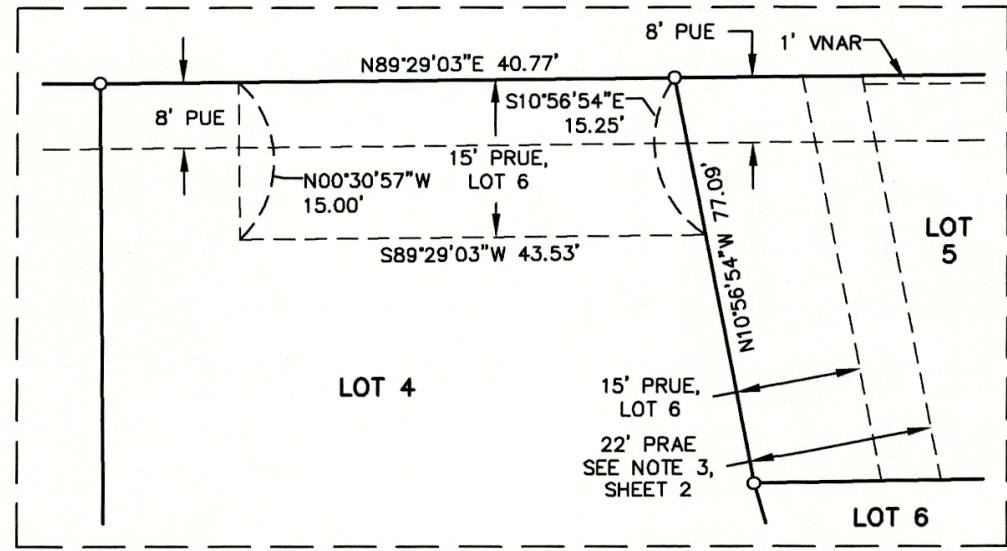 8' PUE
1' VNAR
N89°29'03"E 40.77'
S10°56'54"E
15.25'
8' PUE
15' PRUE,
LOT 6
N00°30'57"W
15.00'
S89°29'03"W 43.53'
N10°56'54"W 77.09'
LOT
5
LOT 4
15' PRUE,
LOT 6
22' PRAE
SEE NOTE 3,
SHEET 2
LOT 6